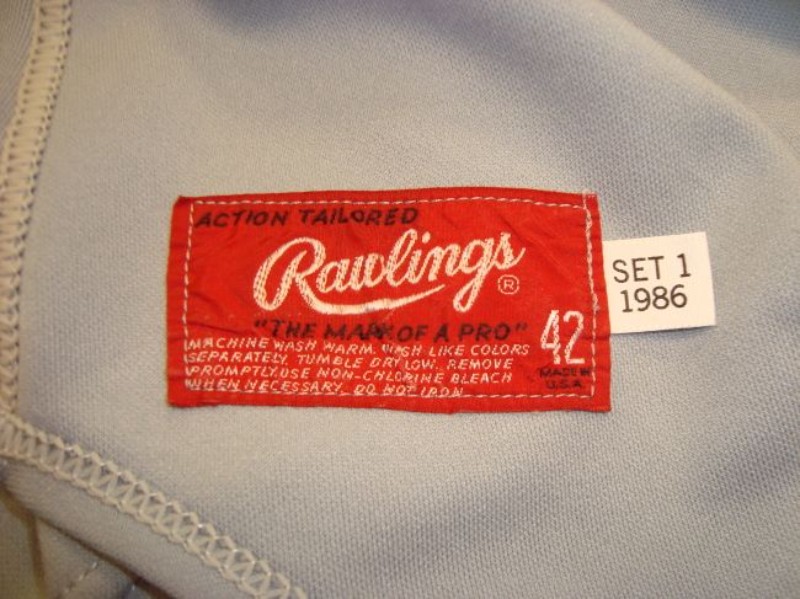 ACTION TAILORED
Rawlings ®
"THE MARK OF A PRO"
MACHINE WASH WARM. WASH LIKE COLORS
SEPARATELY. TUMBLE DRY LOW. REMOVE
PROMPTLY. USE NON-CHLORINE BLEACH
WHEN NECESSARY. DO NOT IRON
42
MADE IN
U.S.A.
SET 1
1986